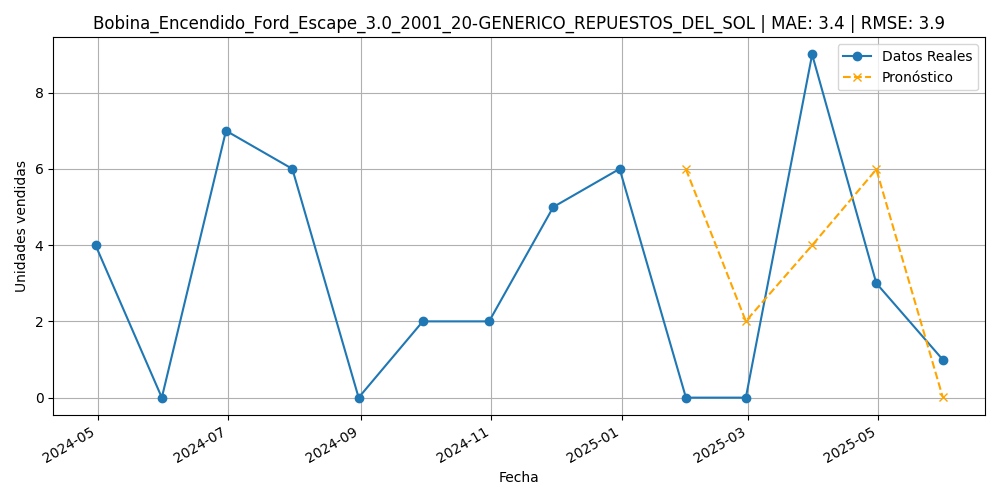 Bobina_Encendido_Ford_Escape_3.0_2001_20-GENERICO_REPUESTOS_DEL_SOL | MAE: 3.4 | RMSE: 3.9
Datos Reales
Pronóstico
Unidades vendidas
8
6
4
2
0
2024-05
2024-07
2024-09
2024-11
2025-01
2025-03
2025-05
Fecha